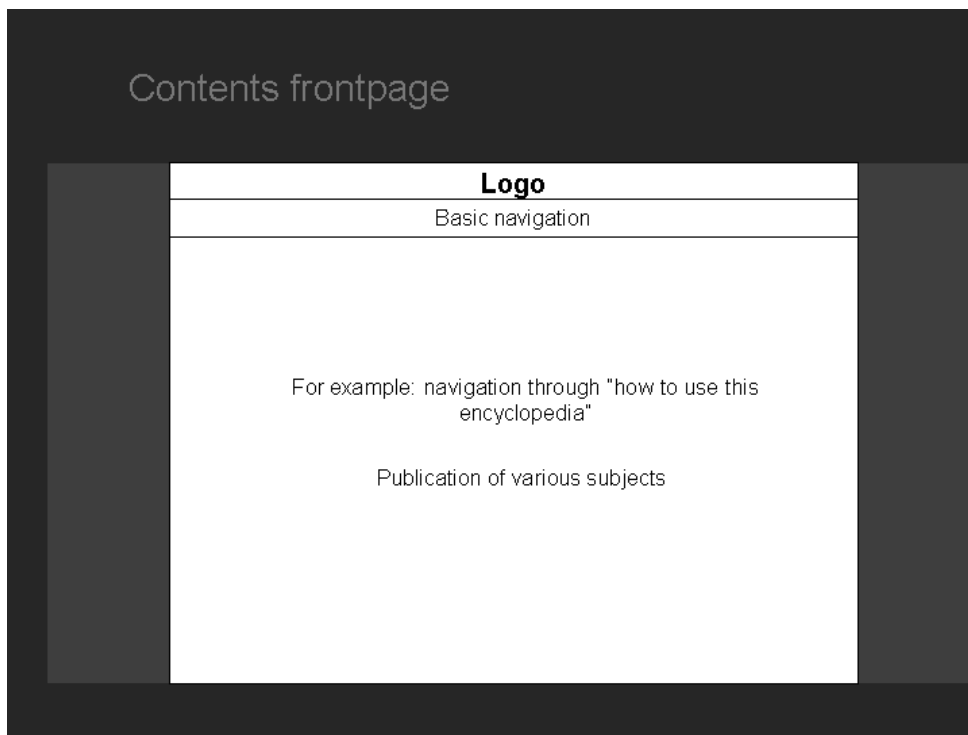 Contents frontpage
Logo
Basic navigation
For example: navigation through "how to use this
encyclopedia"
Publication of various subjects